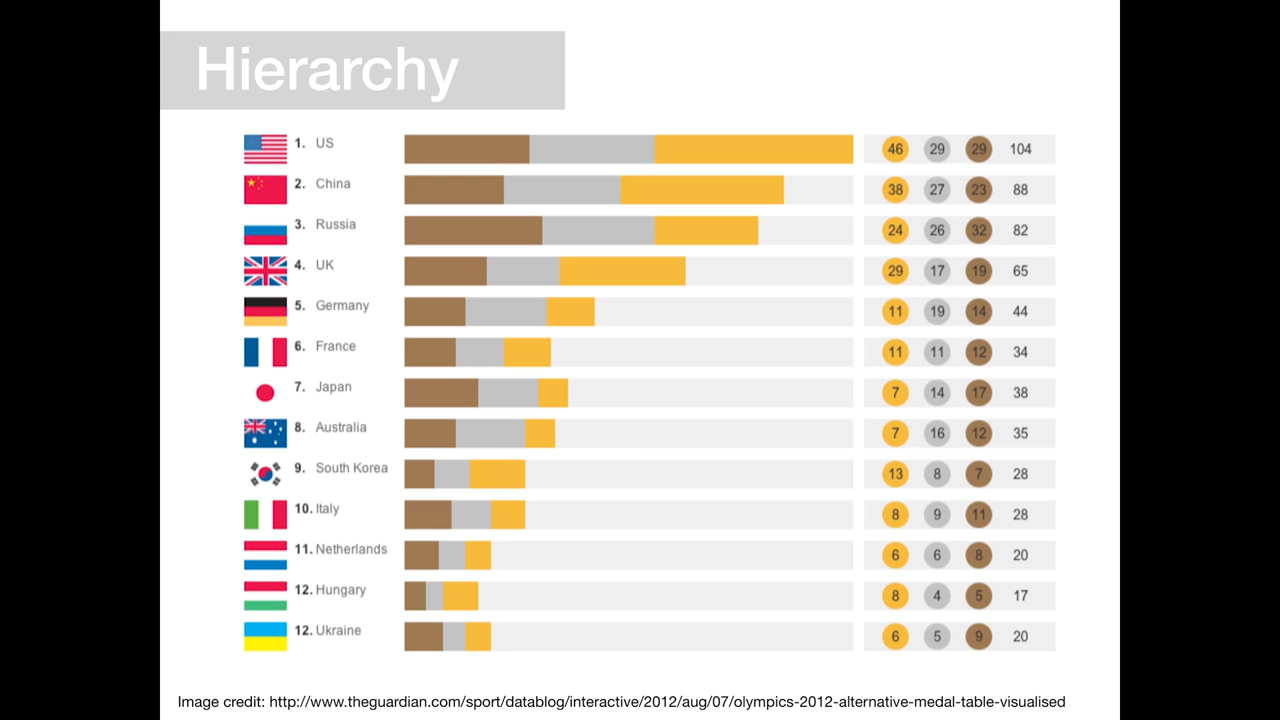 Hierarchy
1. US 46 29 29 104
2. China 38 27 23 88
3. Russia 24 26 32 82
4. UK 29 17 19 65
5. Germany 11 19 14 44
6. France 11 11 12 34
7. Japan 7 14 17 38
8. Australia 7 16 12 35
9. South Korea 13 8 7 28
10. Italy 8 9 11 28
11. Netherlands 6 6 8 20
12. Hungary 8 4 5 17
12. Ukraine 6 5 9 20
Image credit: http://www.theguardian.com/sport/datablog/interactive/2012/aug/07/olympics-2012-alternative-medal-table-visualised